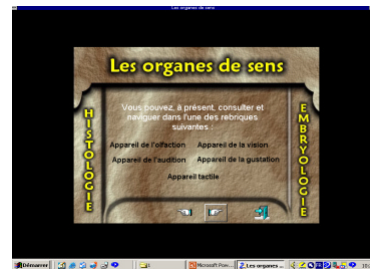 Les organes de sens
Les organes de sens
HISTOLOGIE
EMBRYOLOGIE
Vous pouvez, à présent, consulter et
naviguer dans l'une des rebriques
suivantes :
Appareil de l'olfaction Appareil de la vision
Appareil de l'audition Appareil de la gustation
Appareil tactile
Démarrer
Microsoft Pow...
Les organes ...